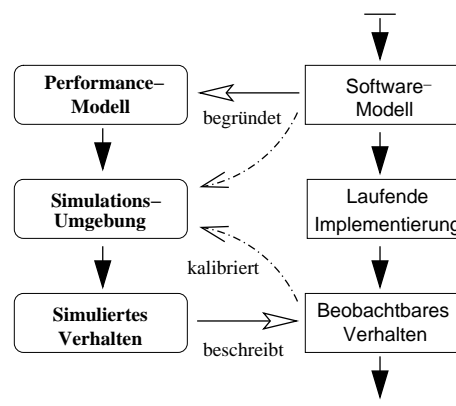 Performance–
Modell
Software–
Modell
begründet
Simulations–
Umgebung
Laufende
Implementierung
kalibriert
Simuliertes
Verhalten
Beobachtbares
Verhalten
beschreibt